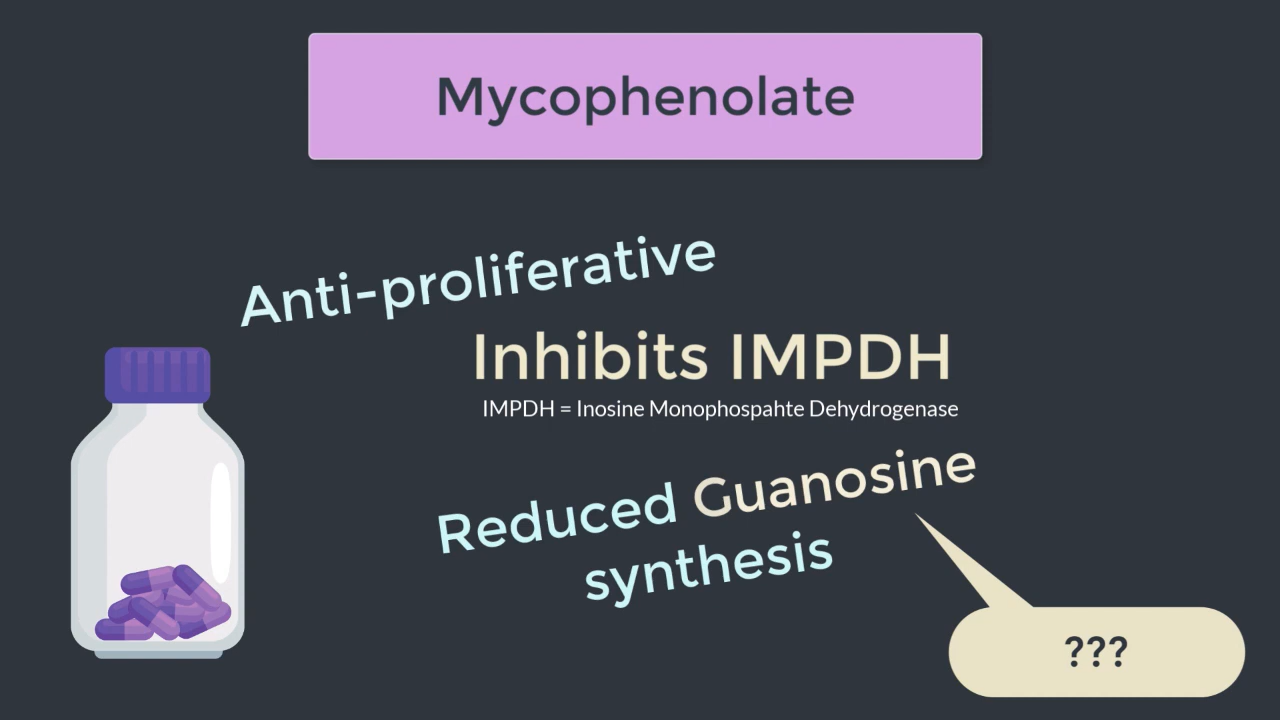 Mycophenolate
Anti-proliferative
Inhibits IMPDH
IMPDH = Inosine Monophospahte Dehydrogenase
Reduced Guanosine
synthesis
???